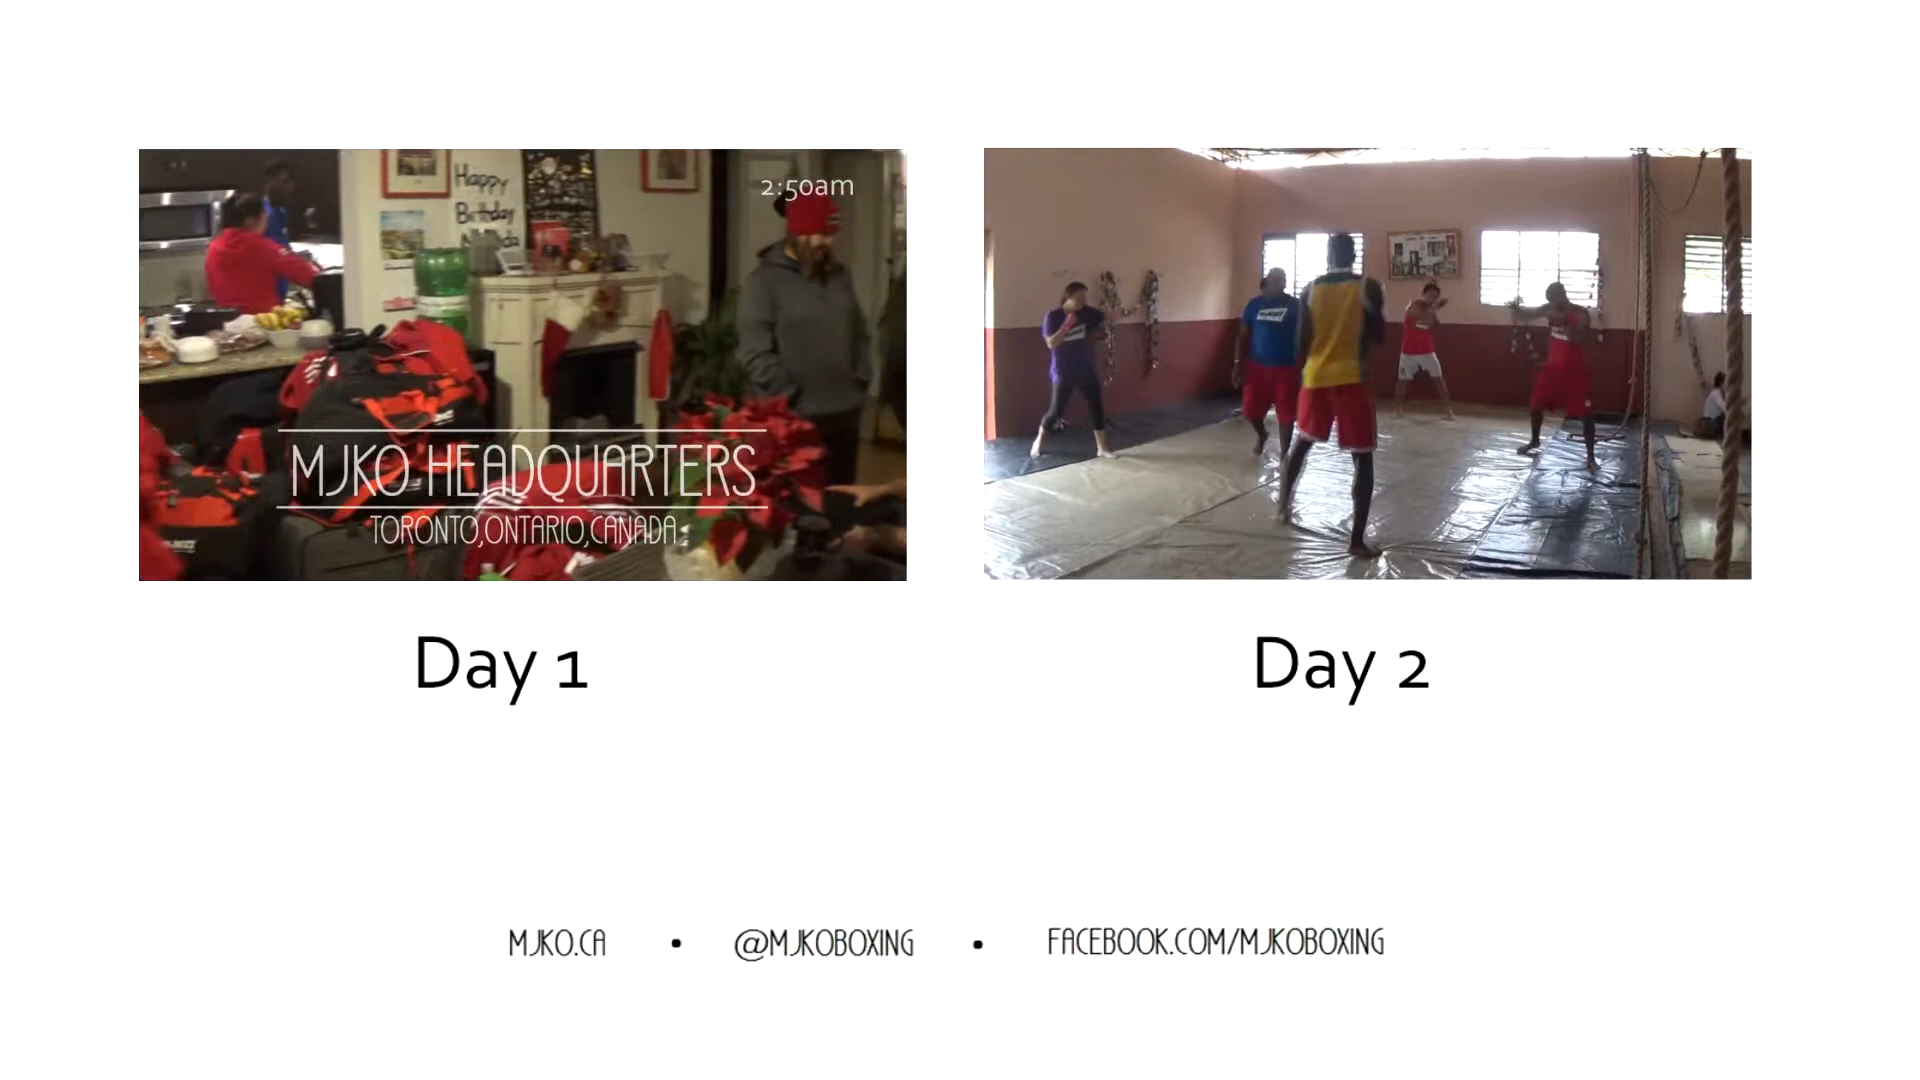 Happy
Birthday
2:50am
MJKO HEADQUARTERS
TORONTO,ONTARIO,CANADA
Day 1
Day 2
MJKO.CA • @MJKOBOXING • FACEBOOK.COM/MJKOBOXING